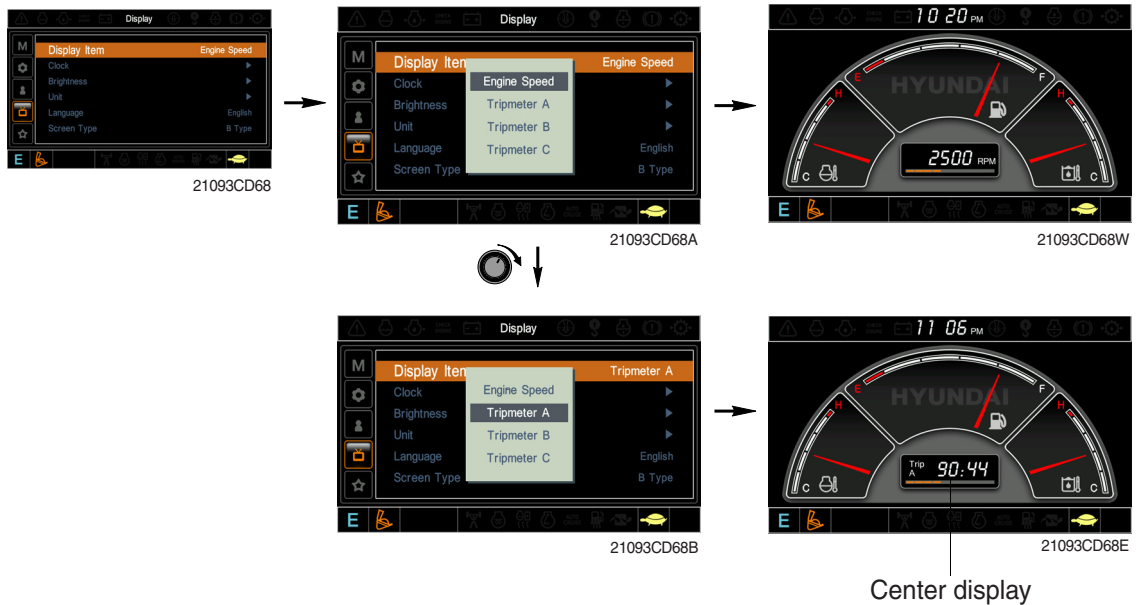 Display
M
Display Item Engine Speed
Clock
Brightness
Unit
Language English
Screen Type B Type
E
21093CD68
Display
M
Display Item Engine Speed
Clock
Brightness
Unit
Language English
Screen Type B Type
Engine Speed
Tripmeter A
Tripmeter B
Tripmeter C
E
21093CD68A
10 20 PM
HYUNDAI
E F
H H
C C
2500 RPM
E
21093CD68W
Display
M
Display Item Tripmeter A
Clock
Brightness
Unit
Language English
Screen Type B Type
Engine Speed
Tripmeter A
Tripmeter B
Tripmeter C
E
21093CD68B
11 06 PM
HYUNDAI
E F
H H
C C
Trip A 90:44
E
21093CD68E
Center display